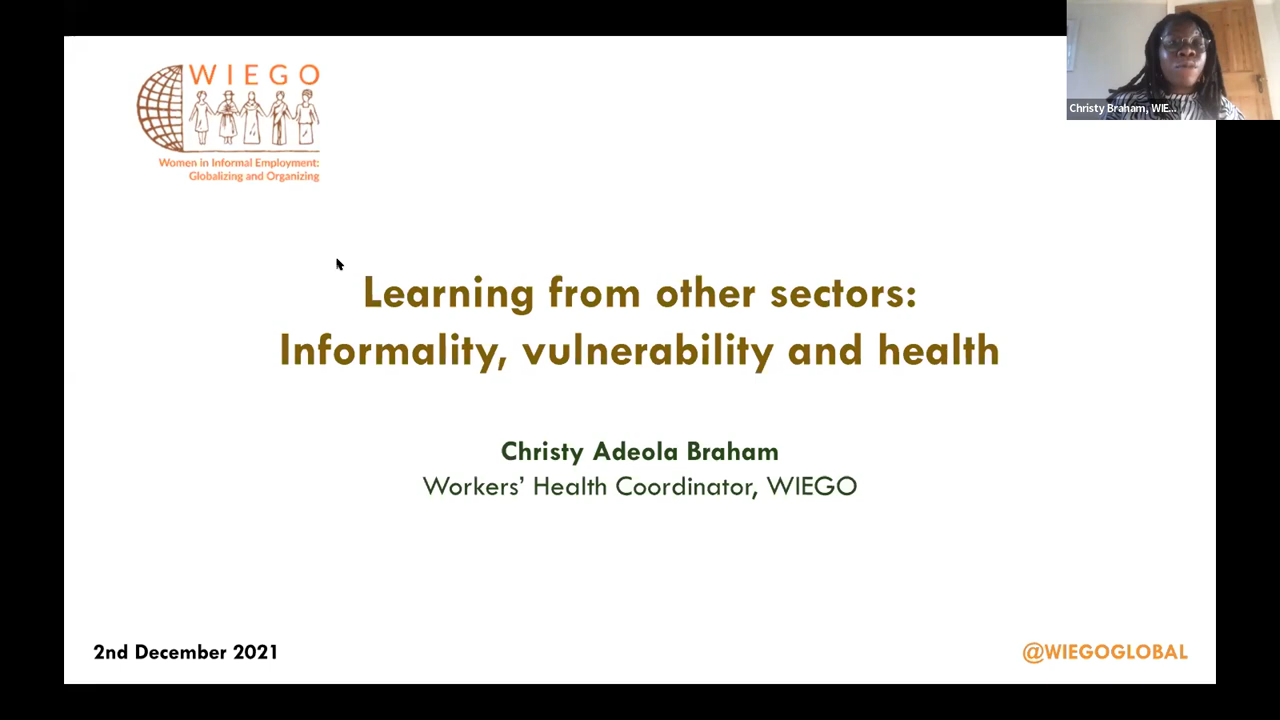 WIEGO
Women in Informal Employment:
Globalizing and Organizing
Christy Braham, WIE...
Learning from other sectors:
Informality, vulnerability and health
Christy Adeola Braham
Workers' Health Coordinator, WIEGO
2nd December 2021
@WIEGOGLOBAL